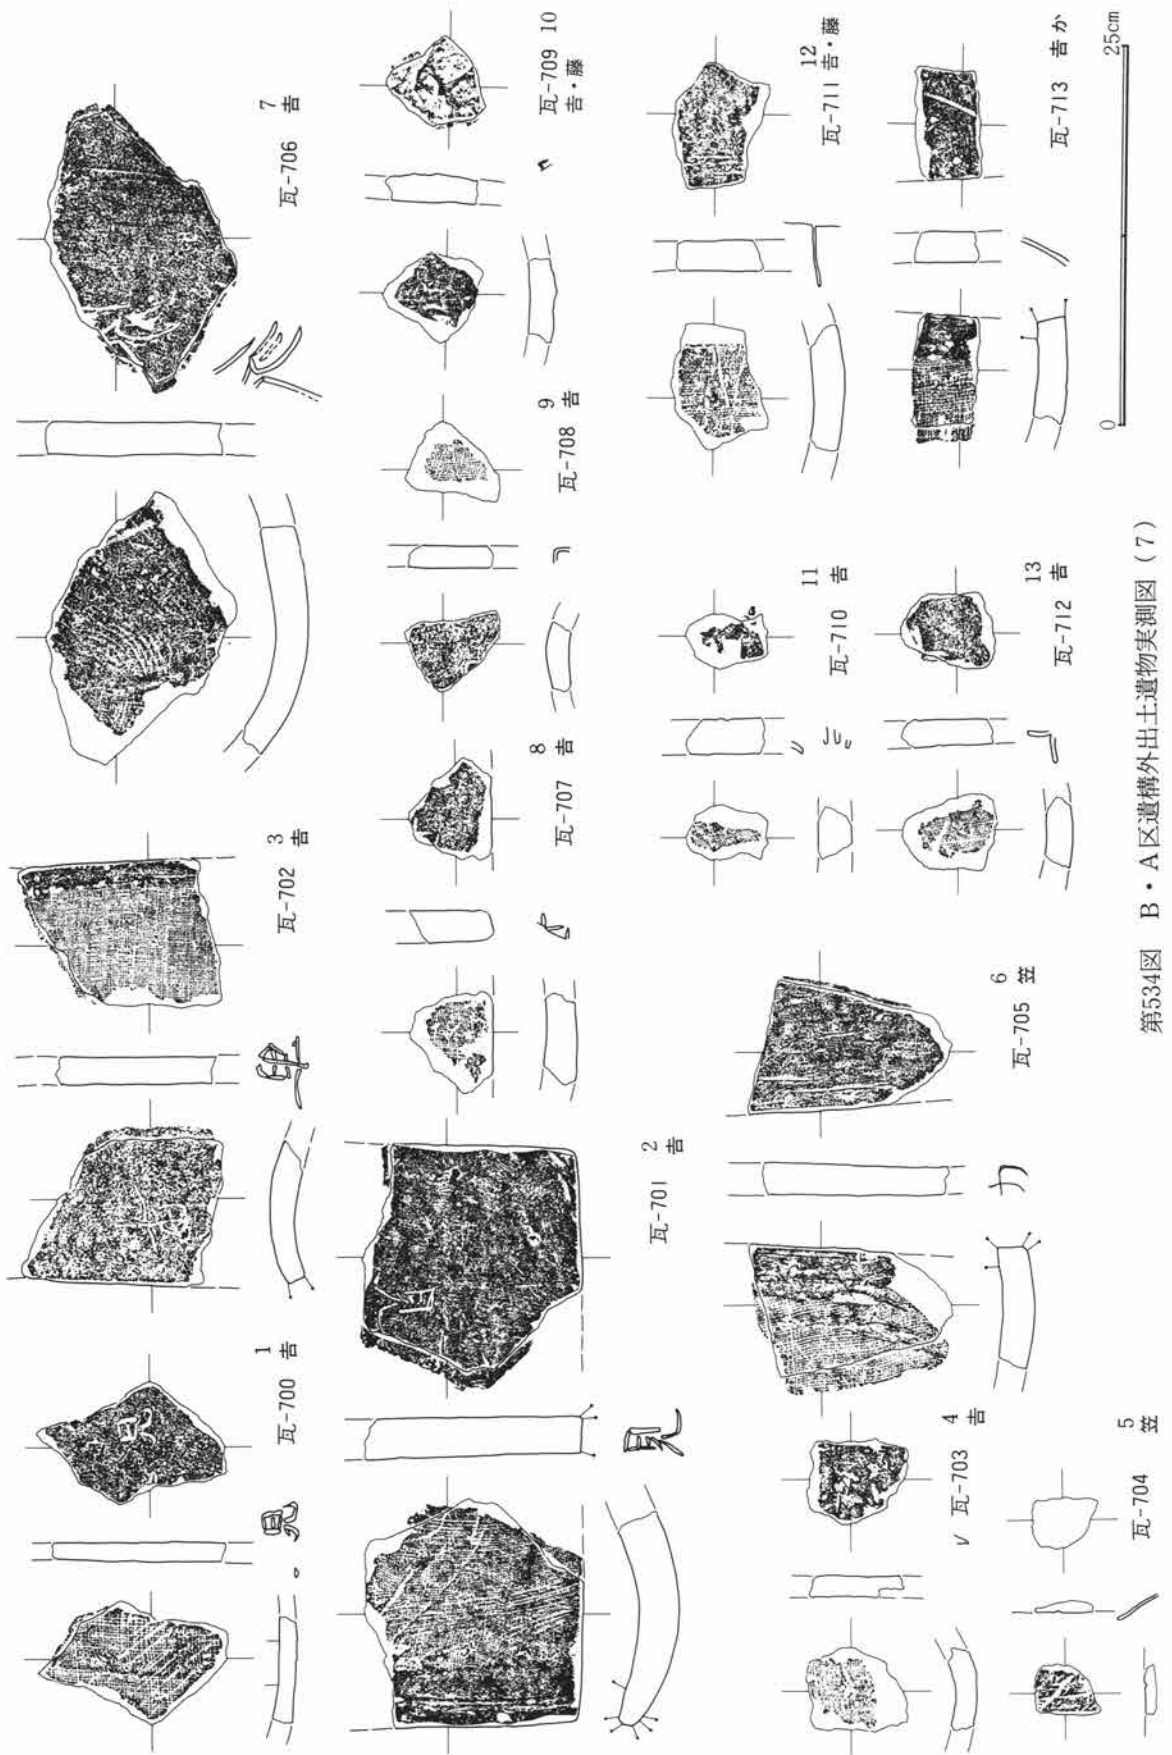 1
瓦-700 吉
2
瓦-701 吉
3
瓦-702 吉
4
瓦-703 吉
5
瓦-704 笠
6
瓦-705 笠
7
瓦-706 吉
8
瓦-707 吉
9
瓦-708 吉
瓦-709 10
吉・藤
11
瓦-710 吉
12
瓦-711 吉・藤
13
瓦-712 吉
瓦-713 吉か
0 25cm
第534図 B・A区遺構外出土遺物実測図(7)